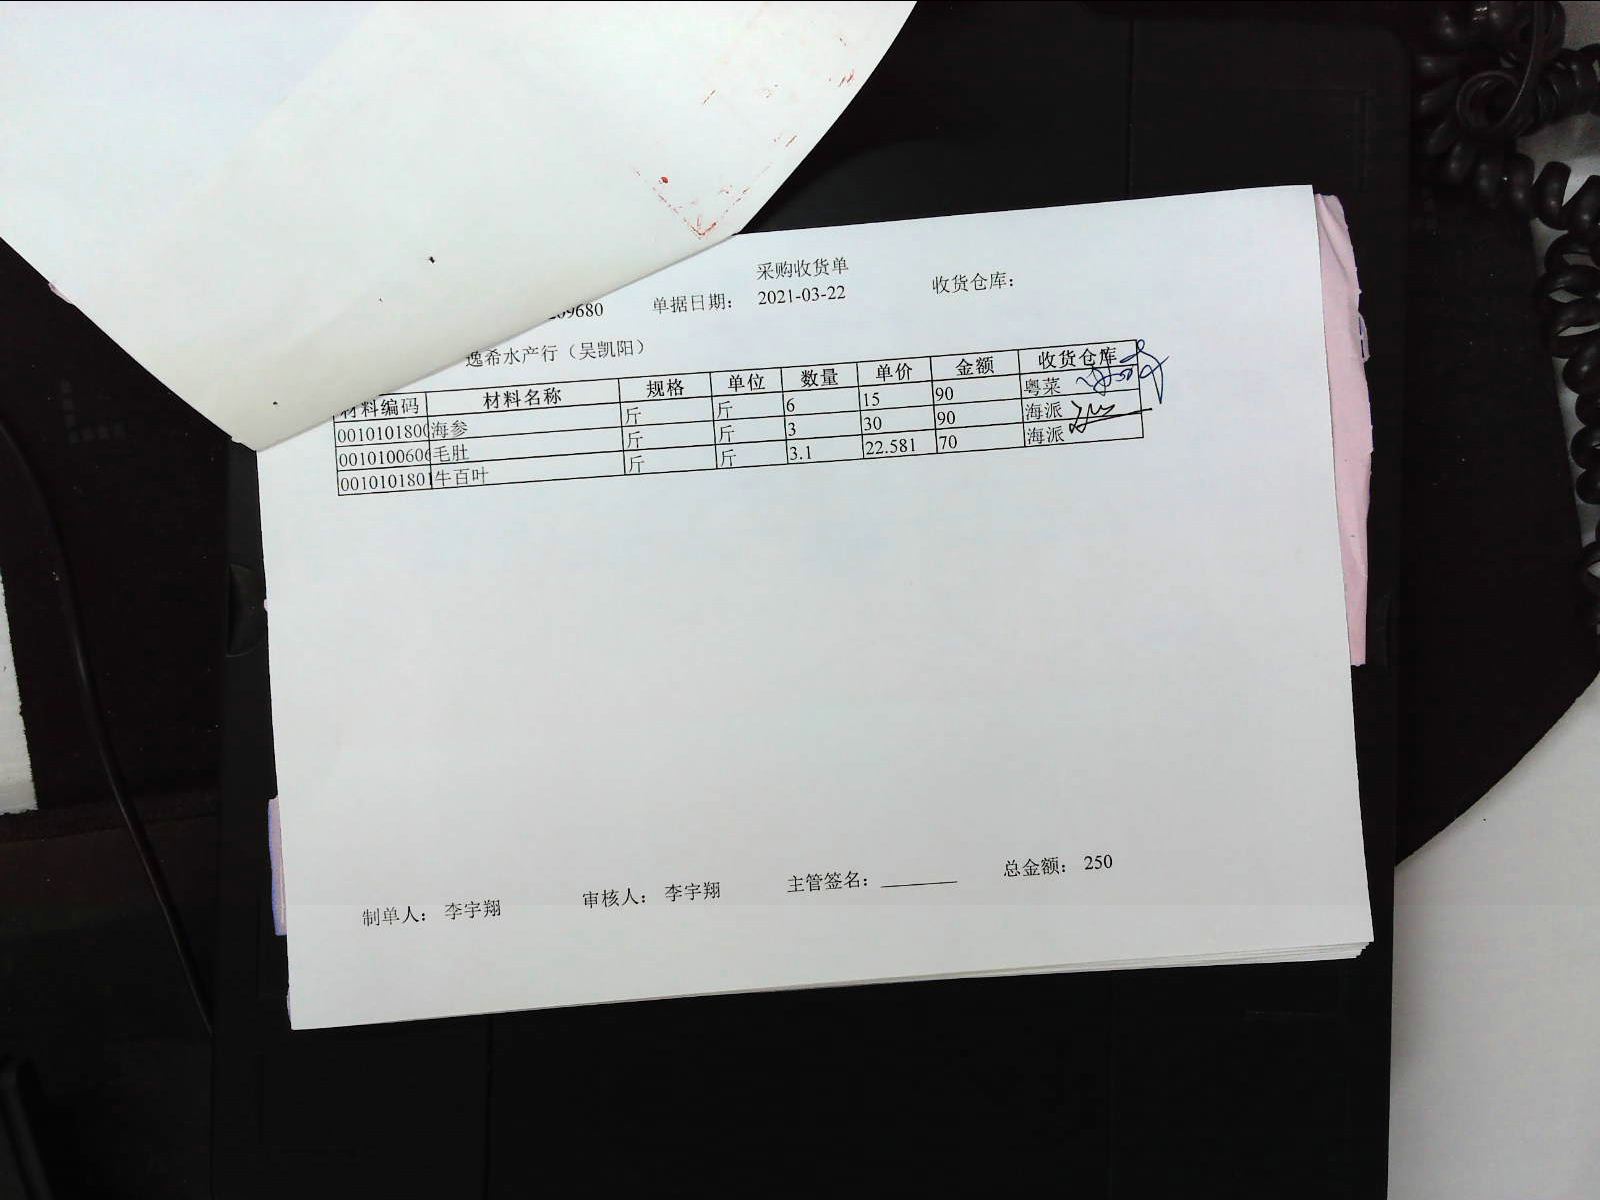 采购收货单
09680 单据日期: 2021-03-22 收货仓库:
逸希水产行（吴凯阳）
材料编码 材料名称 规格 单位 数量 单价 金额 收货仓库
0010101800 海参 斤 斤 6 15 90 粤菜
0010100606 毛肚 斤 斤 3 30 90 海派
001010180 牛百叶 斤 斤 3.1 22.581 70 海派
制单人: 李宇翔 审核人: 李宇翔 主管签名: 总金额: 250